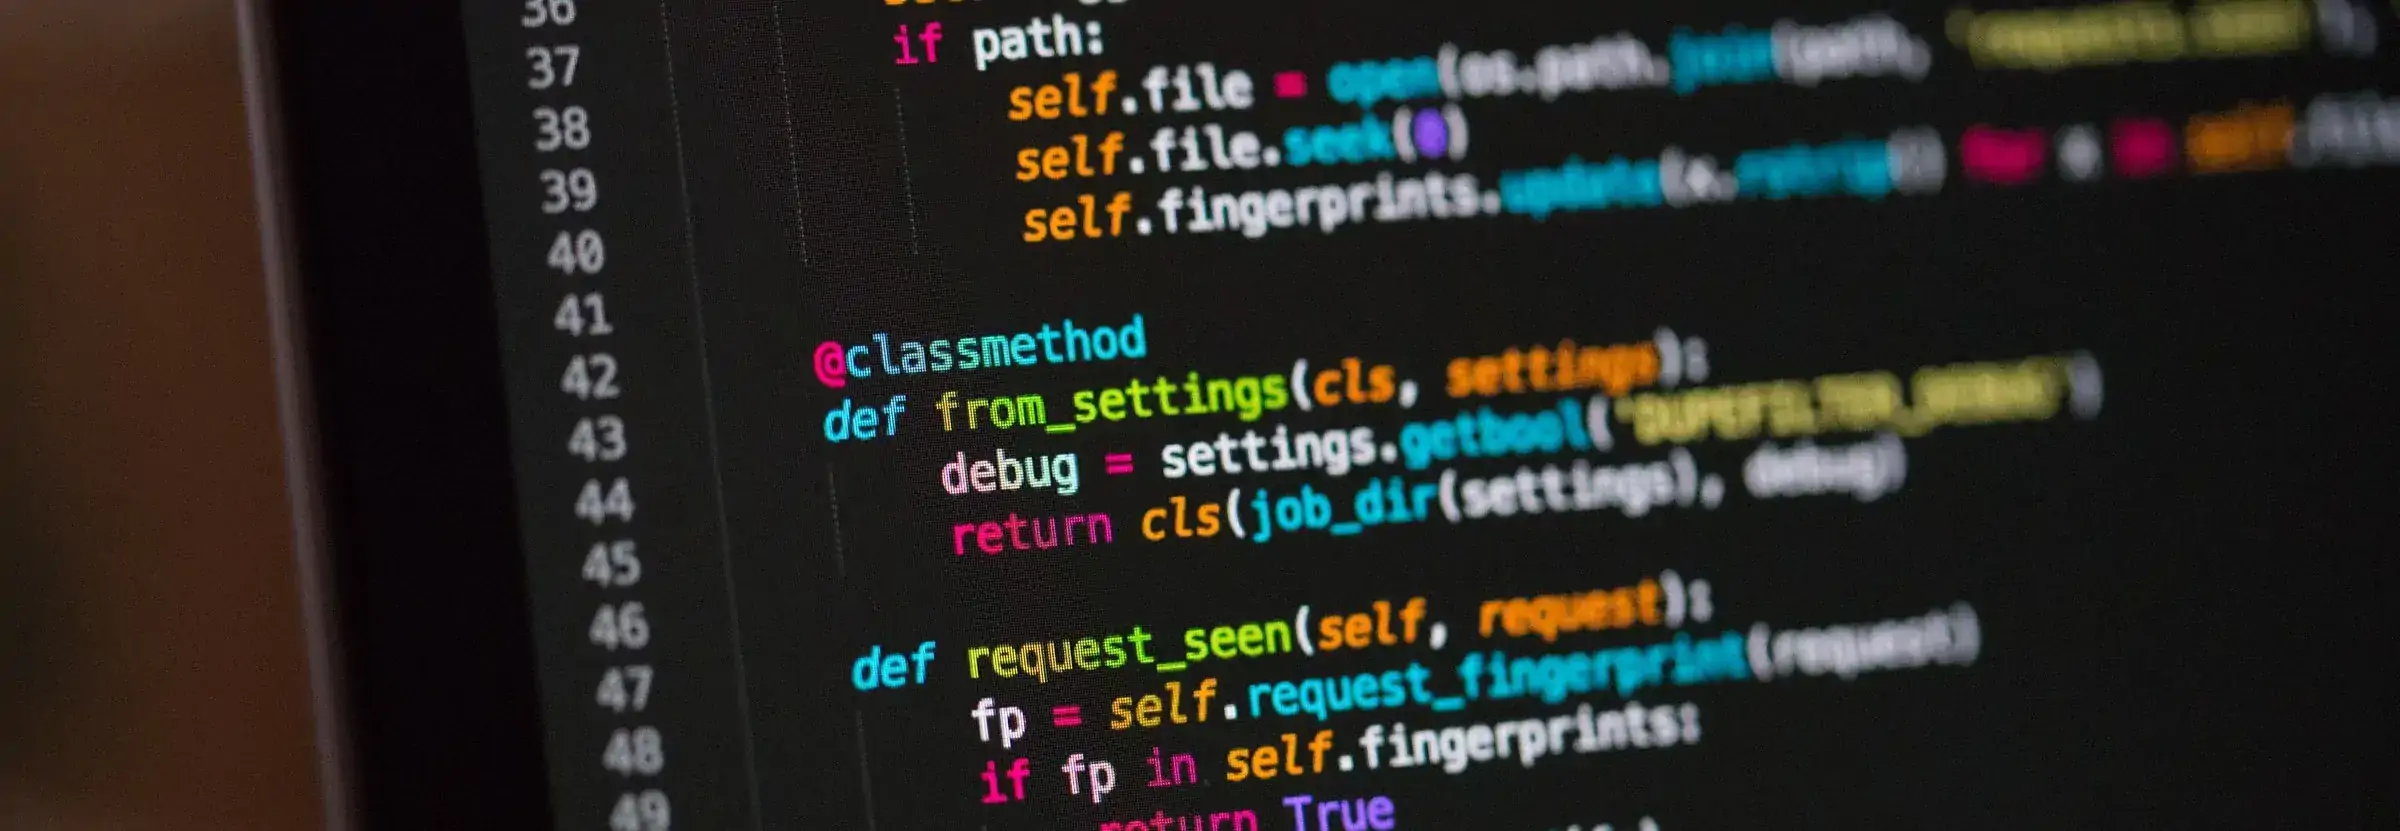 36
37 if path:
38 self.file = open(os.path.join(path,
39 self.file.seek(0)
40 self.fingerprints.update(x.rstrip()) for x in self.
41
42 @classmethod
43 def from_settings(cls, settings):
44 debug = settings.getbool('DUPEFILTER_DEBUG')
45 return cls(job_dir(settings), debug)
46
47 def request_seen(self, request):
48 fp = self.request_fingerprint(request)
49 if fp in self.fingerprints:
return True